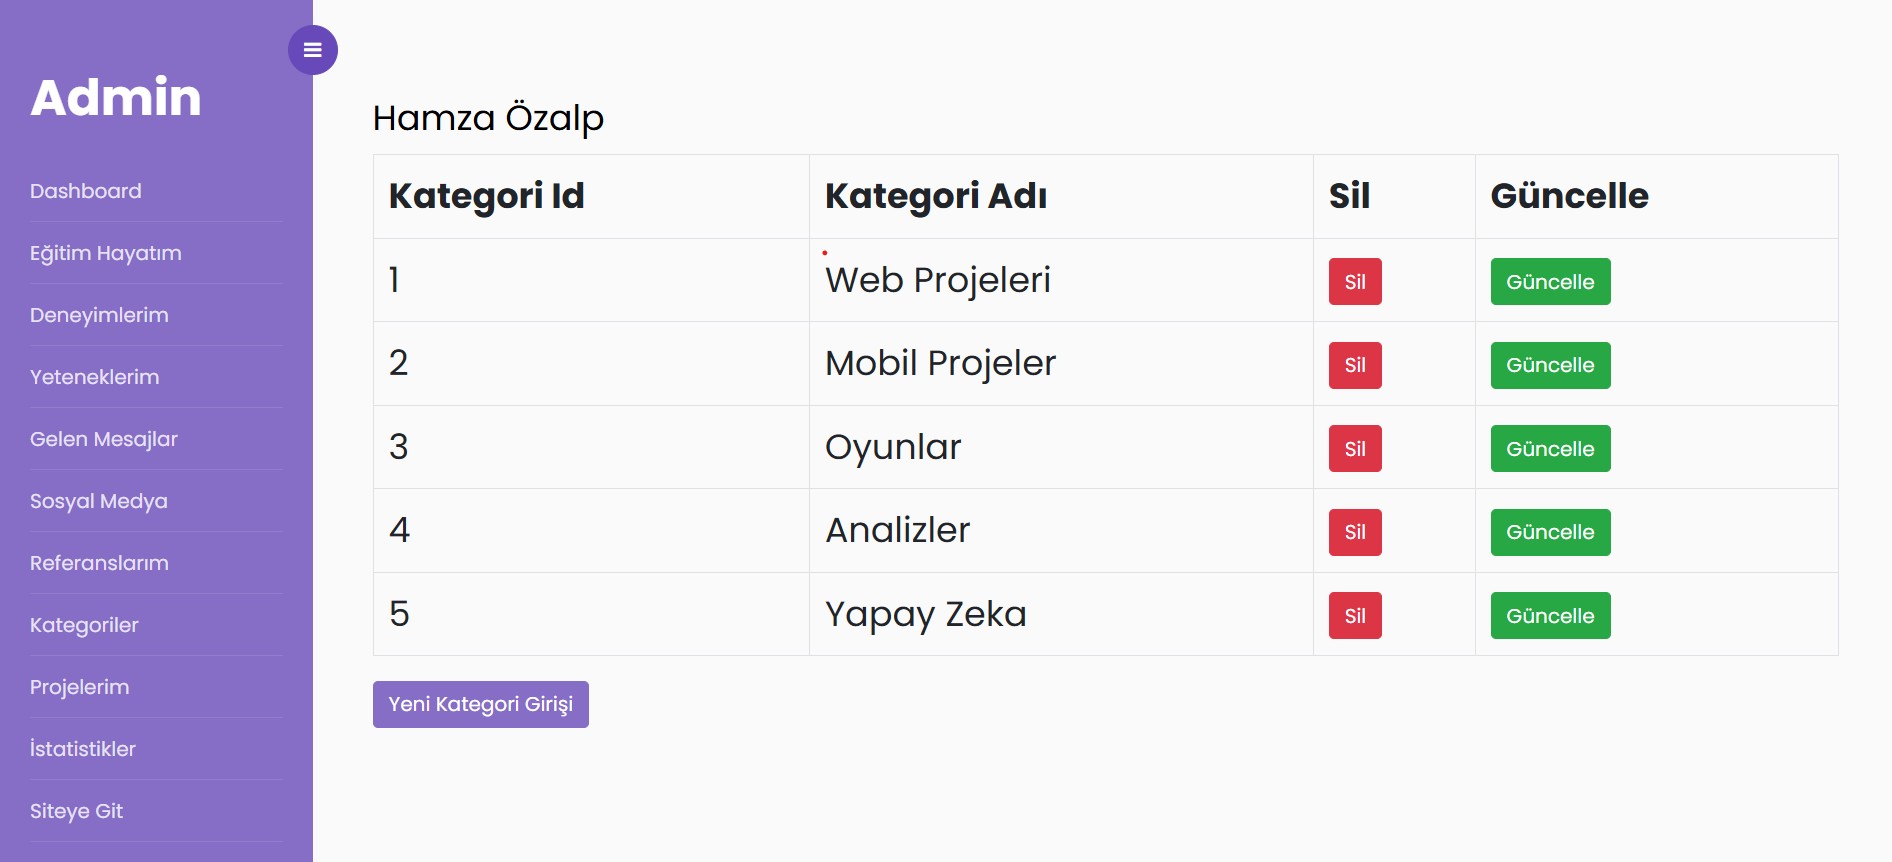 Admin
Dashboard
Eğitim Hayatım
Deneyimlerim
Yeteneklerim
Gelen Mesajlar
Sosyal Medya
Referanslarım
Kategoriler
Projelerim
İstatistikler
Siteye Git
Hamza Özalp
Kategori Id Kategori Adı Sil Güncelle
1 Web Projeleri Sil Güncelle
2 Mobil Projeler Sil Güncelle
3 Oyunlar Sil Güncelle
4 Analizler Sil Güncelle
5 Yapay Zeka Sil Güncelle
Yeni Kategori Girişi